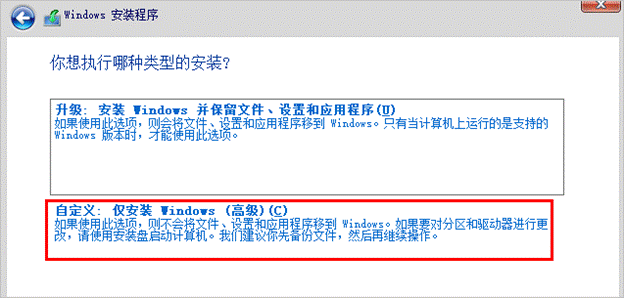 Windows 安装程序
你想执行哪种类型的安装?
升级: 安装 Windows 并保留文件、设置和应用程序(U)
如果使用此选项,则会将文件、设置和应用程序移到 Windows。只有当计算机上运行的是支持的
Windows 版本时,才能使用此选项。
自定义: 仅安装 Windows (高级)(C)
如果使用此选项,则不会将文件、设置和应用程序移到 Windows。如果要对分区和驱动器进行更
改,请使用安装盘启动计算机。我们建议你先备份文件,然后再继续操作。